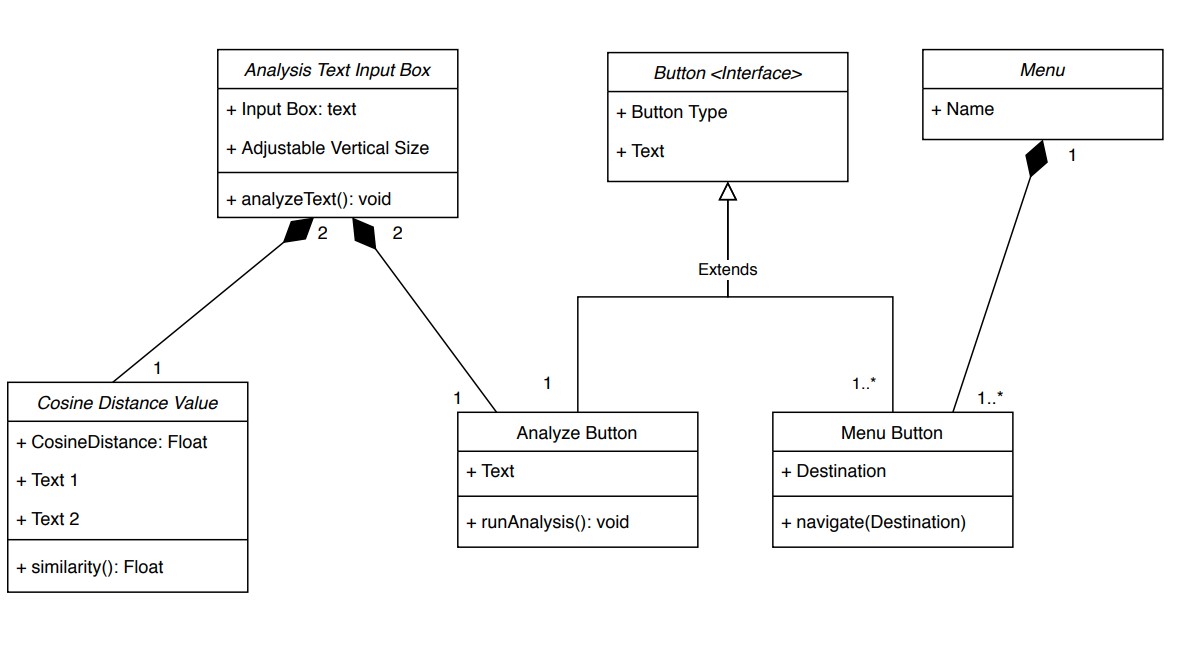 Analysis Text Input Box
+ Input Box: text
+ Adjustable Vertical Size
+ analyzeText(): void
2
2
Button <Interface>
+ Button Type
+ Text
Menu
+ Name
1
Extends
1
Cosine Distance Value
+ CosineDistance: Float
+ Text 1
+ Text 2
+ similarity(): Float
1
1
Analyze Button
+ Text
+ runAnalysis(): void
1..*
1..*
Menu Button
+ Destination
+ navigate(Destination)